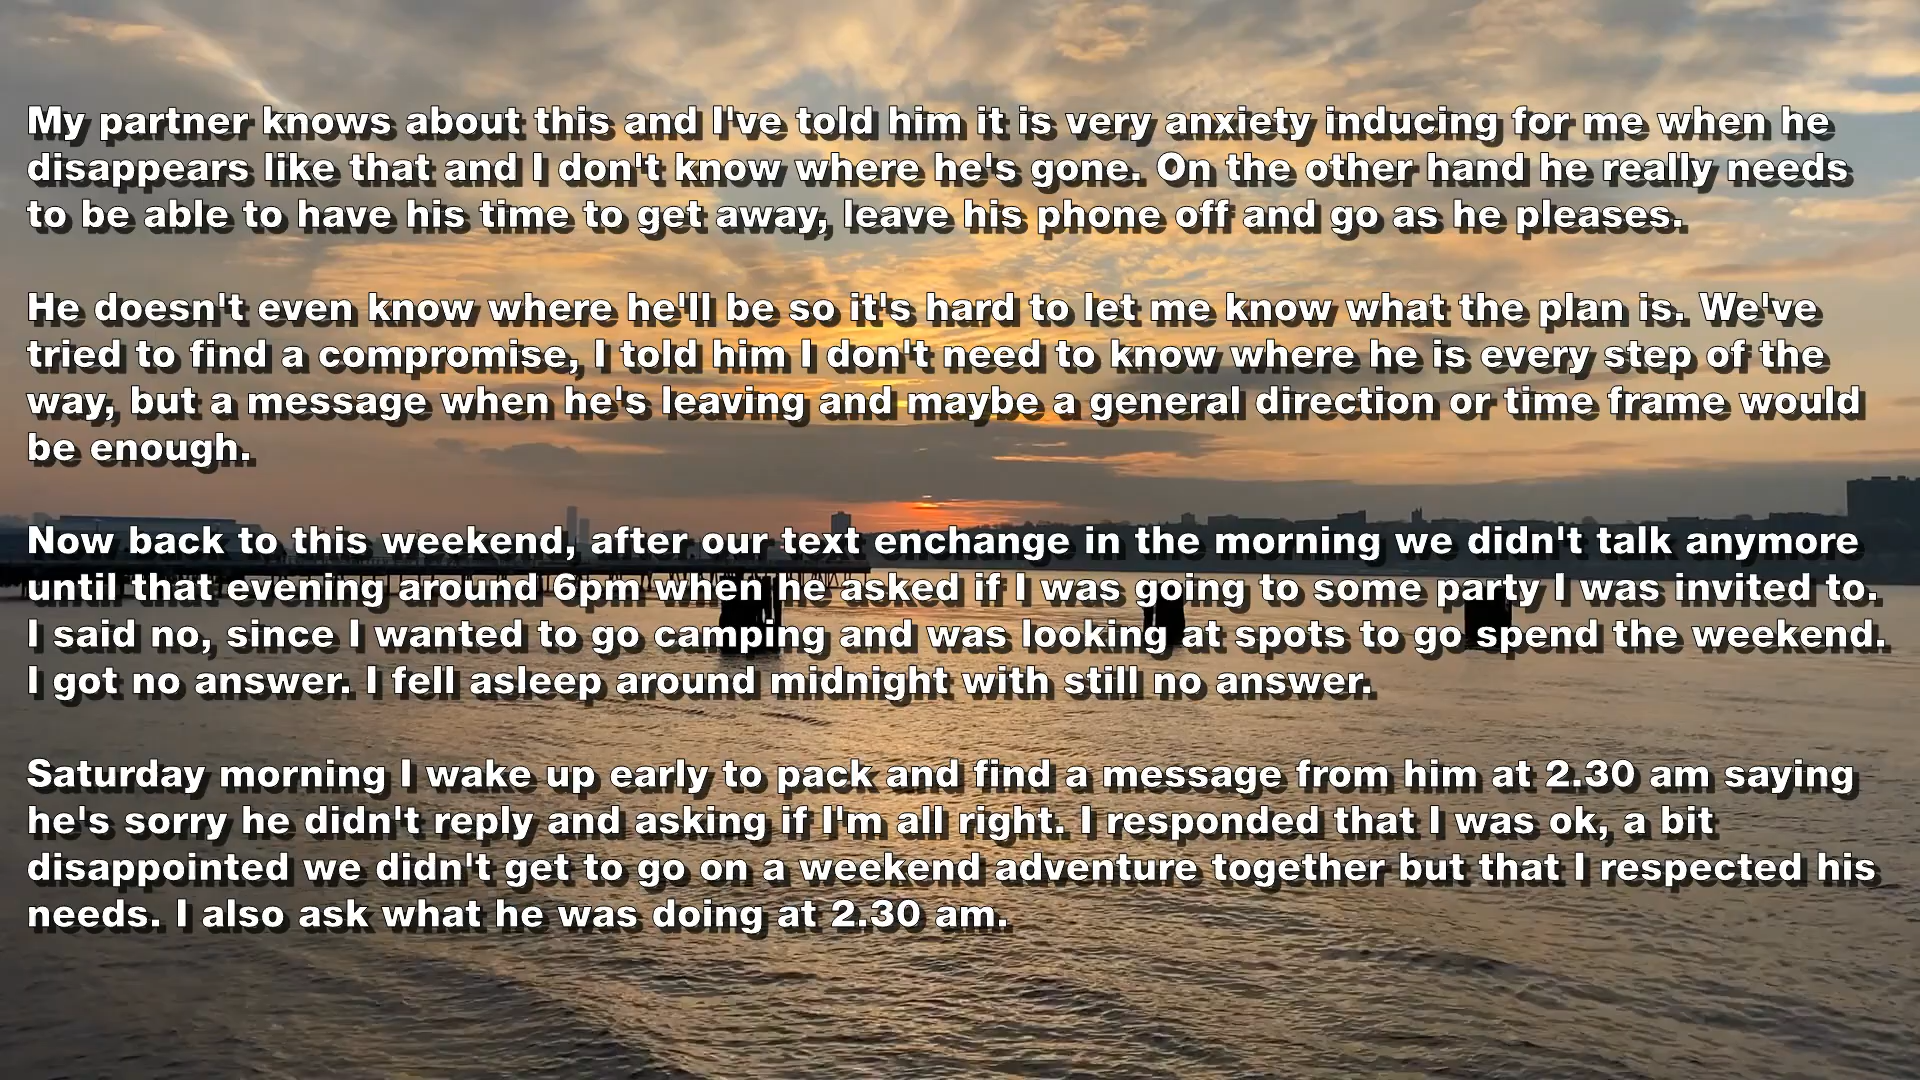 My partner knows about this and I've told him it is very anxiety inducing for me when he
disappears like that and I don't know where he's gone. On the other hand he really needs
to be able to have his time to get away, leave his phone off and go as he pleases.
He doesn't even know where he'll be so it's hard to let me know what the plan is. We've
tried to find a compromise, I told him I don't need to know where he is every step of the
way, but a message when he's leaving and maybe a general direction or time frame would
be enough.
Now back to this weekend, after our text enchange in the morning we didn't talk anymore
until that evening around 6pm when he asked if I was going to some party I was invited to.
I said no, since I wanted to go camping and was looking at spots to go spend the weekend.
I got no answer. I fell asleep around midnight with still no answer.
Saturday morning I wake up early to pack and find a message from him at 2.30 am saying
he's sorry he didn't reply and asking if I'm all right. I responded that I was ok, a bit
disappointed we didn't get to go on a weekend adventure together but that I respected his
needs. I also ask what he was doing at 2.30 am.